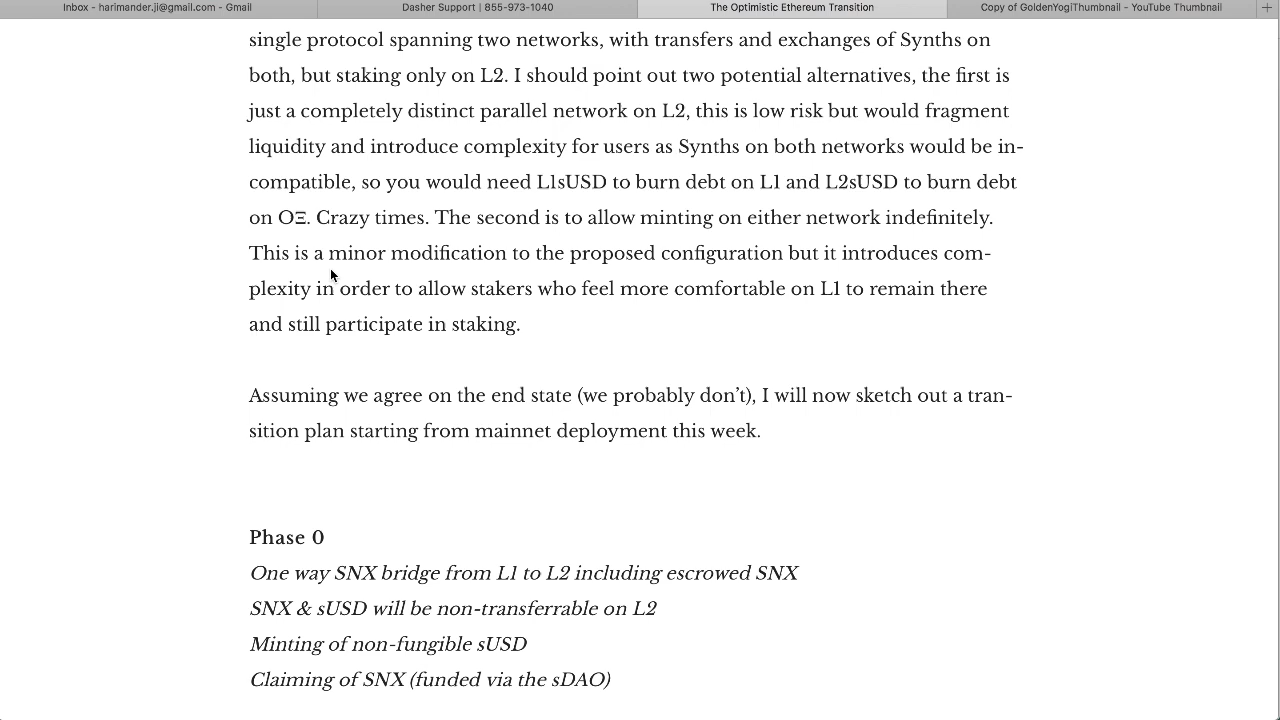 Inbox - harimander.ji@gmail.com - Gmail
Dasher Support | 855-973-1040
The Optimistic Ethereum Transition
Copy of GoldenYogiThumbnail - YouTube Thumbnail
single protocol spanning two networks, with transfers and exchanges of Synths on
both, but staking only on L2. I should point out two potential alternatives, the first is
just a completely distinct parallel network on L2, this is low risk but would fragment
liquidity and introduce complexity for users as Synths on both networks would be in-
compatible, so you would need L1sUSD to burn debt on L1 and L2sUSD to burn debt
on OΞ. Crazy times. The second is to allow minting on either network indefinitely.
This is a minor modification to the proposed configuration but it introduces com-
plexity in order to allow stakers who feel more comfortable on L1 to remain there
and still participate in staking.
Assuming we agree on the end state (we probably don’t), I will now sketch out a tran-
sition plan starting from mainnet deployment this week.
Phase 0
One way SNX bridge from L1 to L2 including escrowed SNX
SNX & sUSD will be non-transferrable on L2
Minting of non-fungible sUSD
Claiming of SNX (funded via the sDAO)